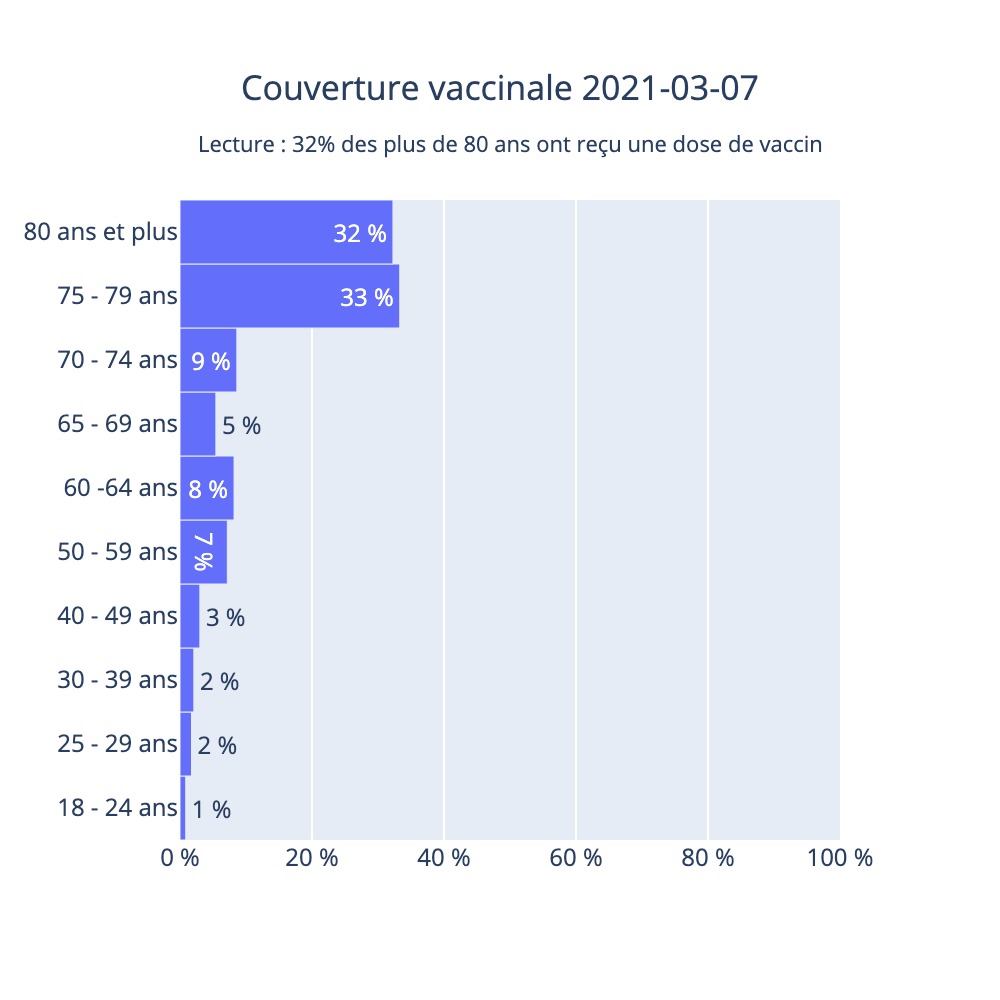 Couverture vaccinale 2021-03-07
Lecture : 32% des plus de 80 ans ont reçu une dose de vaccin
80 ans et plus 32 %
75 - 79 ans 33 %
70 - 74 ans 9 %
65 - 69 ans 5 %
60 -64 ans 8 %
50 - 59 ans 7 %
40 - 49 ans 3 %
30 - 39 ans 2 %
25 - 29 ans 2 %
18 - 24 ans 1 %
0 % 20 % 40 % 60 % 80 % 100 %